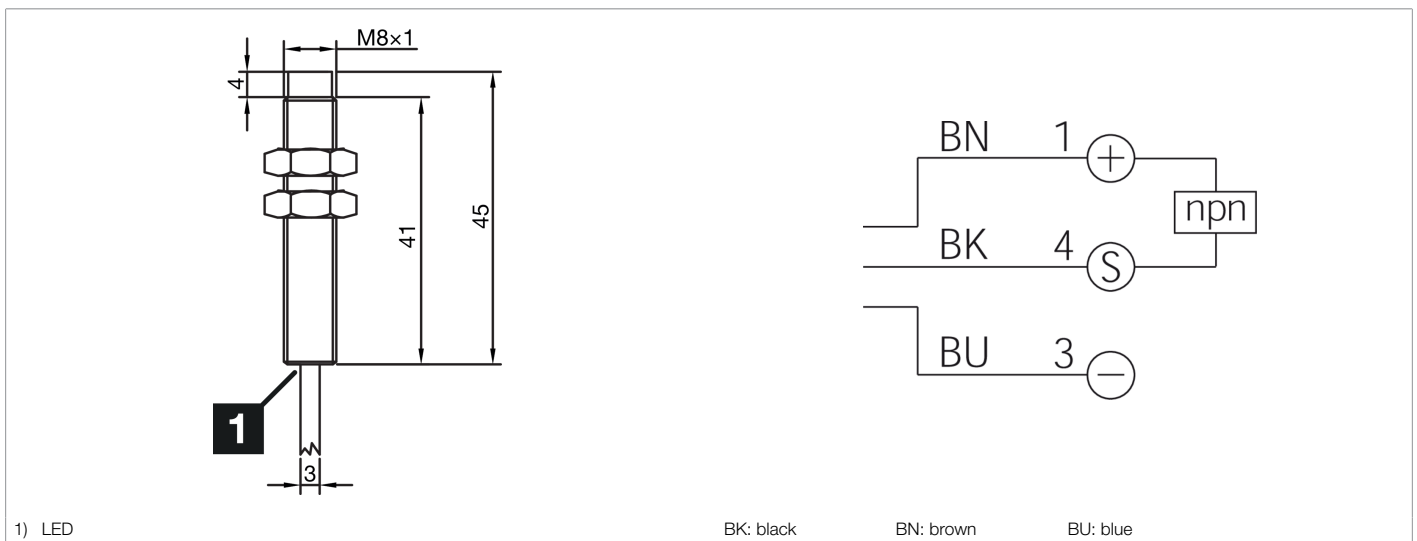 M8×1
4
41
45
1
3
BN 1 +
npn
BK 4 S
BU 3 −
1) LED
BK: black BN: brown BU: blue